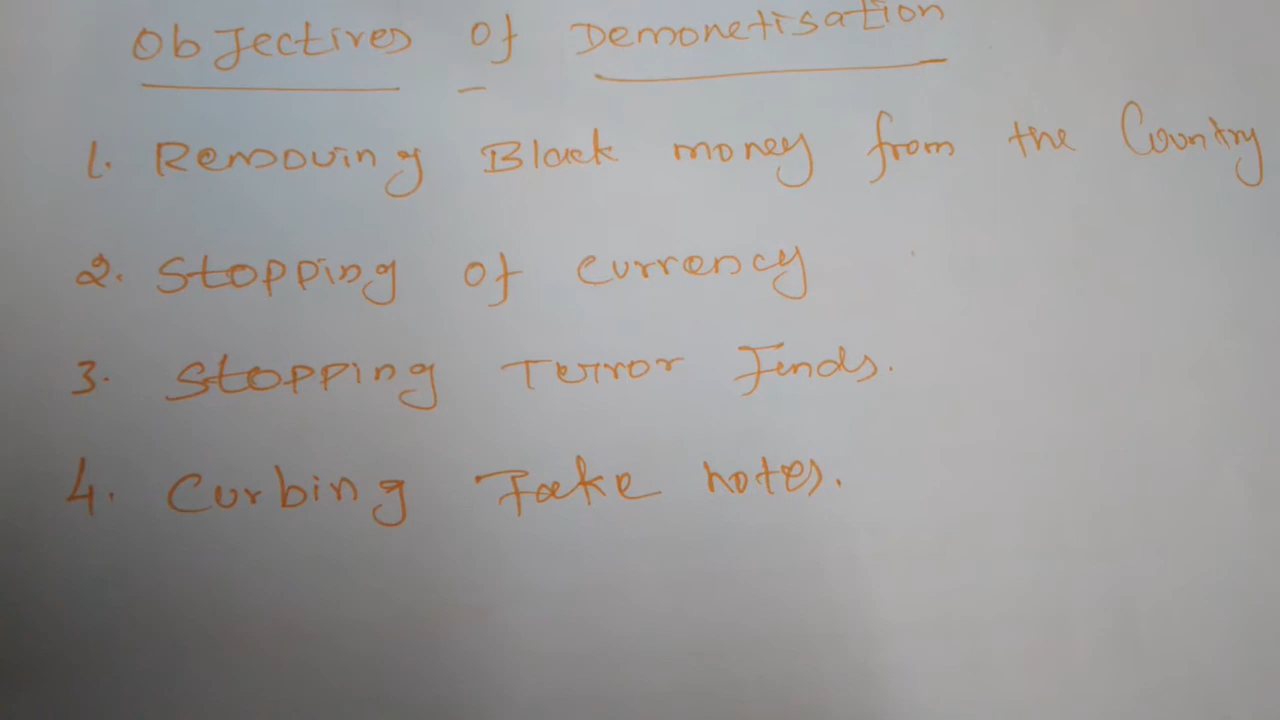 Objectives of Demonetisation
1. Removing Black money from the Country
2. Stopping of currency
3. Stopping Terror Funds.
4. Curbing Fake notes.